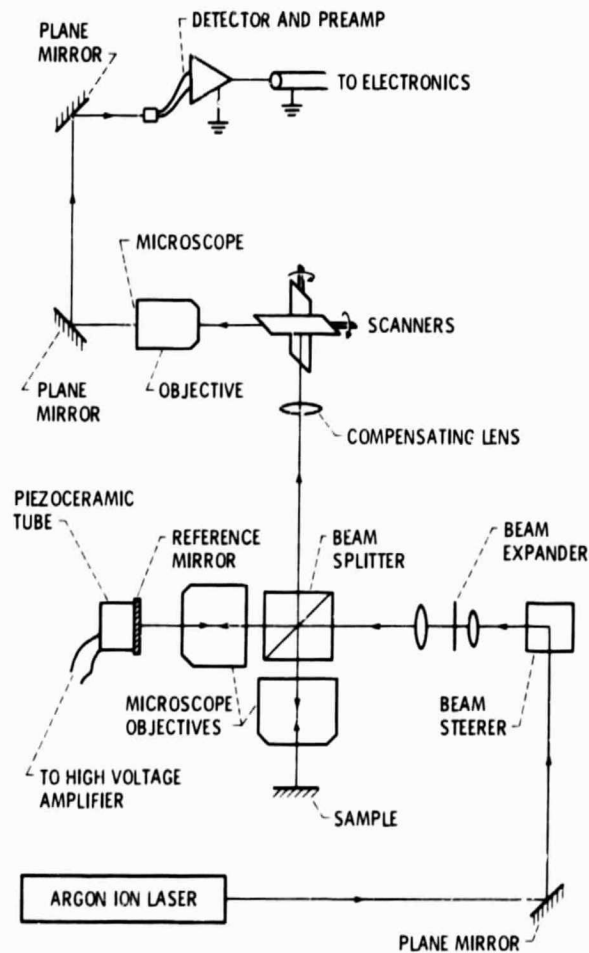 DETECTOR AND PREAMP
PLANE
MIRROR
TO ELECTRONICS
MICROSCOPE
SCANNERS
PLANE
MIRROR
OBJECTIVE
COMPENSATING LENS
PIEZOCERAMIC
TUBE
REFERENCE
MIRROR
BEAM
SPLITTER
BEAM
EXPANDER
MICROSCOPE
OBJECTIVES
BEAM
STEERER
TO HIGH VOLTAGE
AMPLIFIER
SAMPLE
ARGON ION LASER
PLANE MIRROR